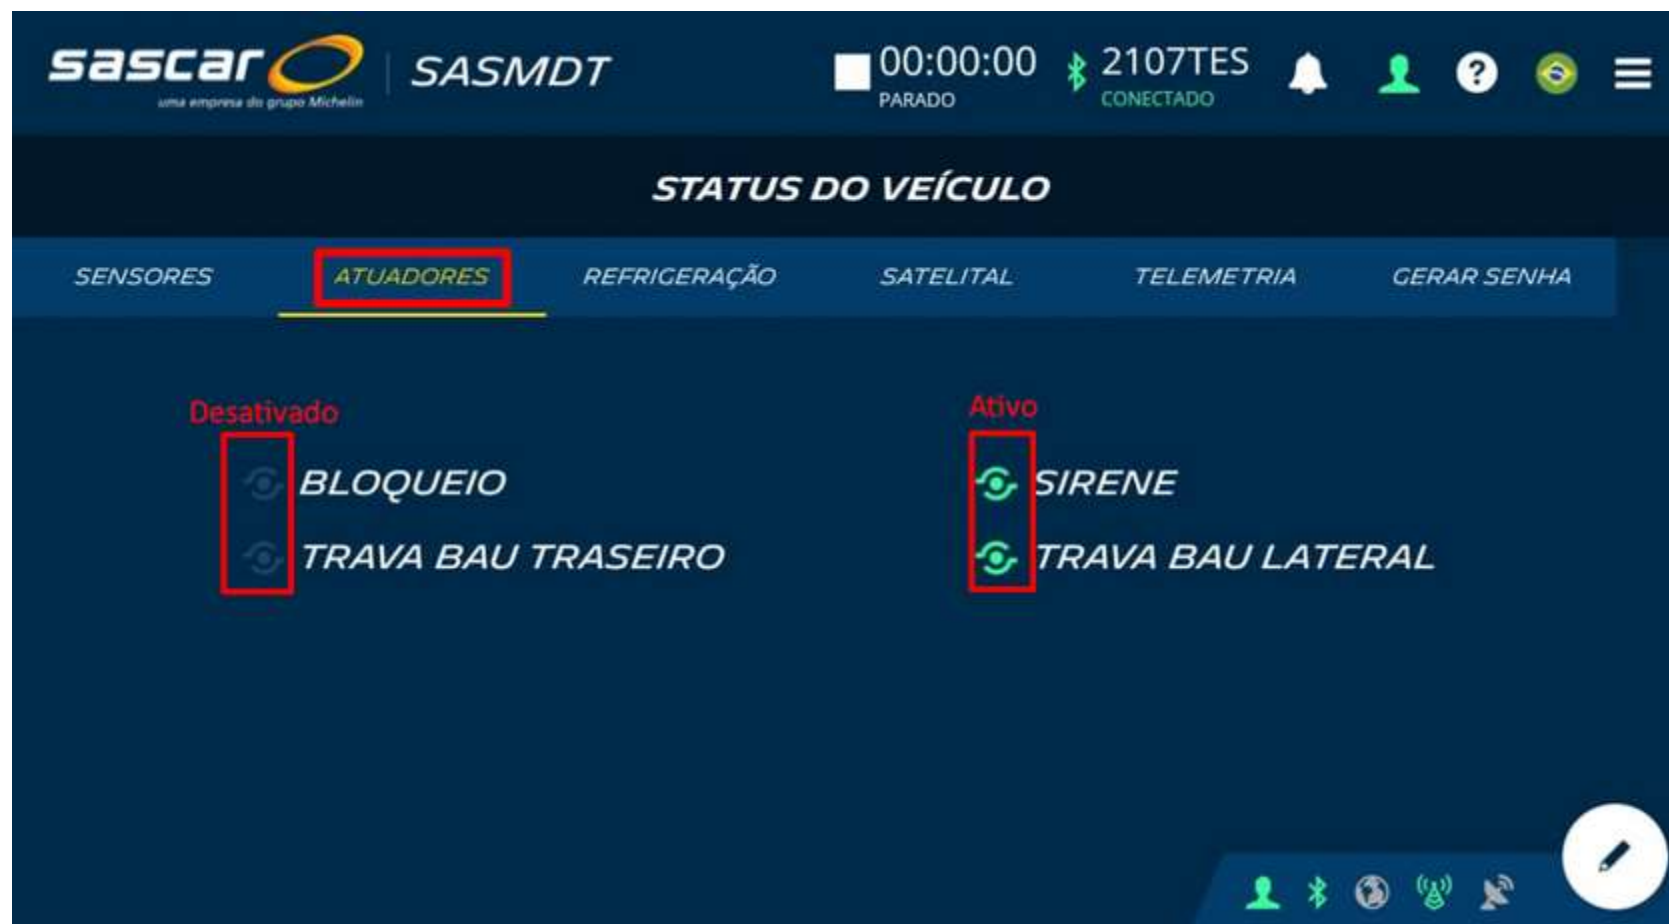 sascar
uma empresa do grupo Michelin
SASMDT
00:00:00
PARADO
2107TES
CONECTADO
?
STATUS DO VEÍCULO
SENSORES ATUADORES REFRIGERAÇÃO SATELITAL TELEMETRIA GERAR SENHA
Desativado Ativo
BLOQUEIO SIRENE
TRAVA BAU TRASEIRO TRAVA BAU LATERAL